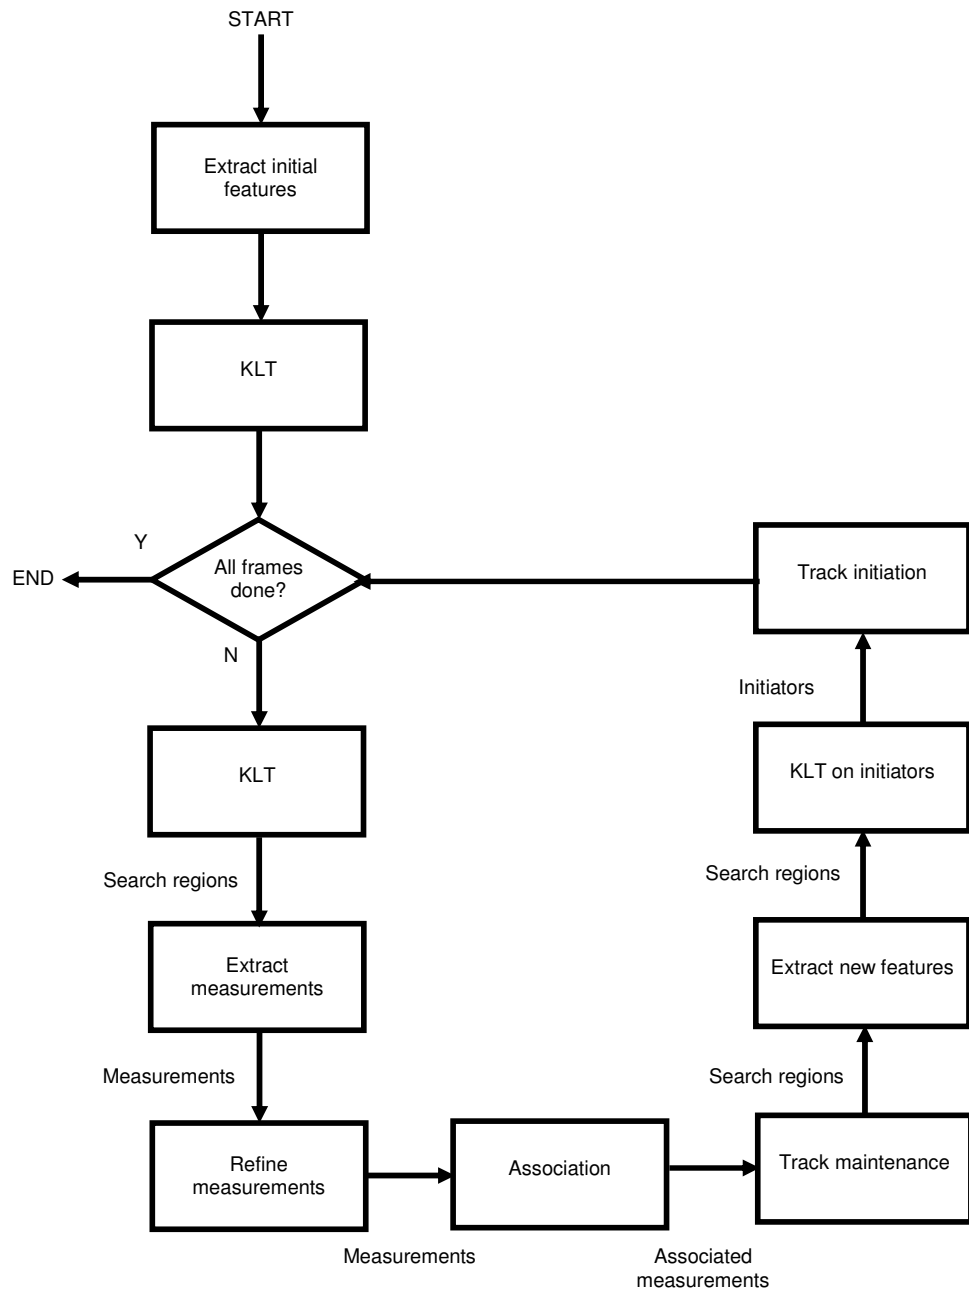 START
Extract initial
features
KLT
All frames
done?
Y
END
N
KLT
Search regions
Extract
measurements
Measurements
Refine
measurements
Measurements
Association
Associated
measurements
Track maintenance
Search regions
Extract new features
Search regions
KLT on initiators
Initiators
Track initiation